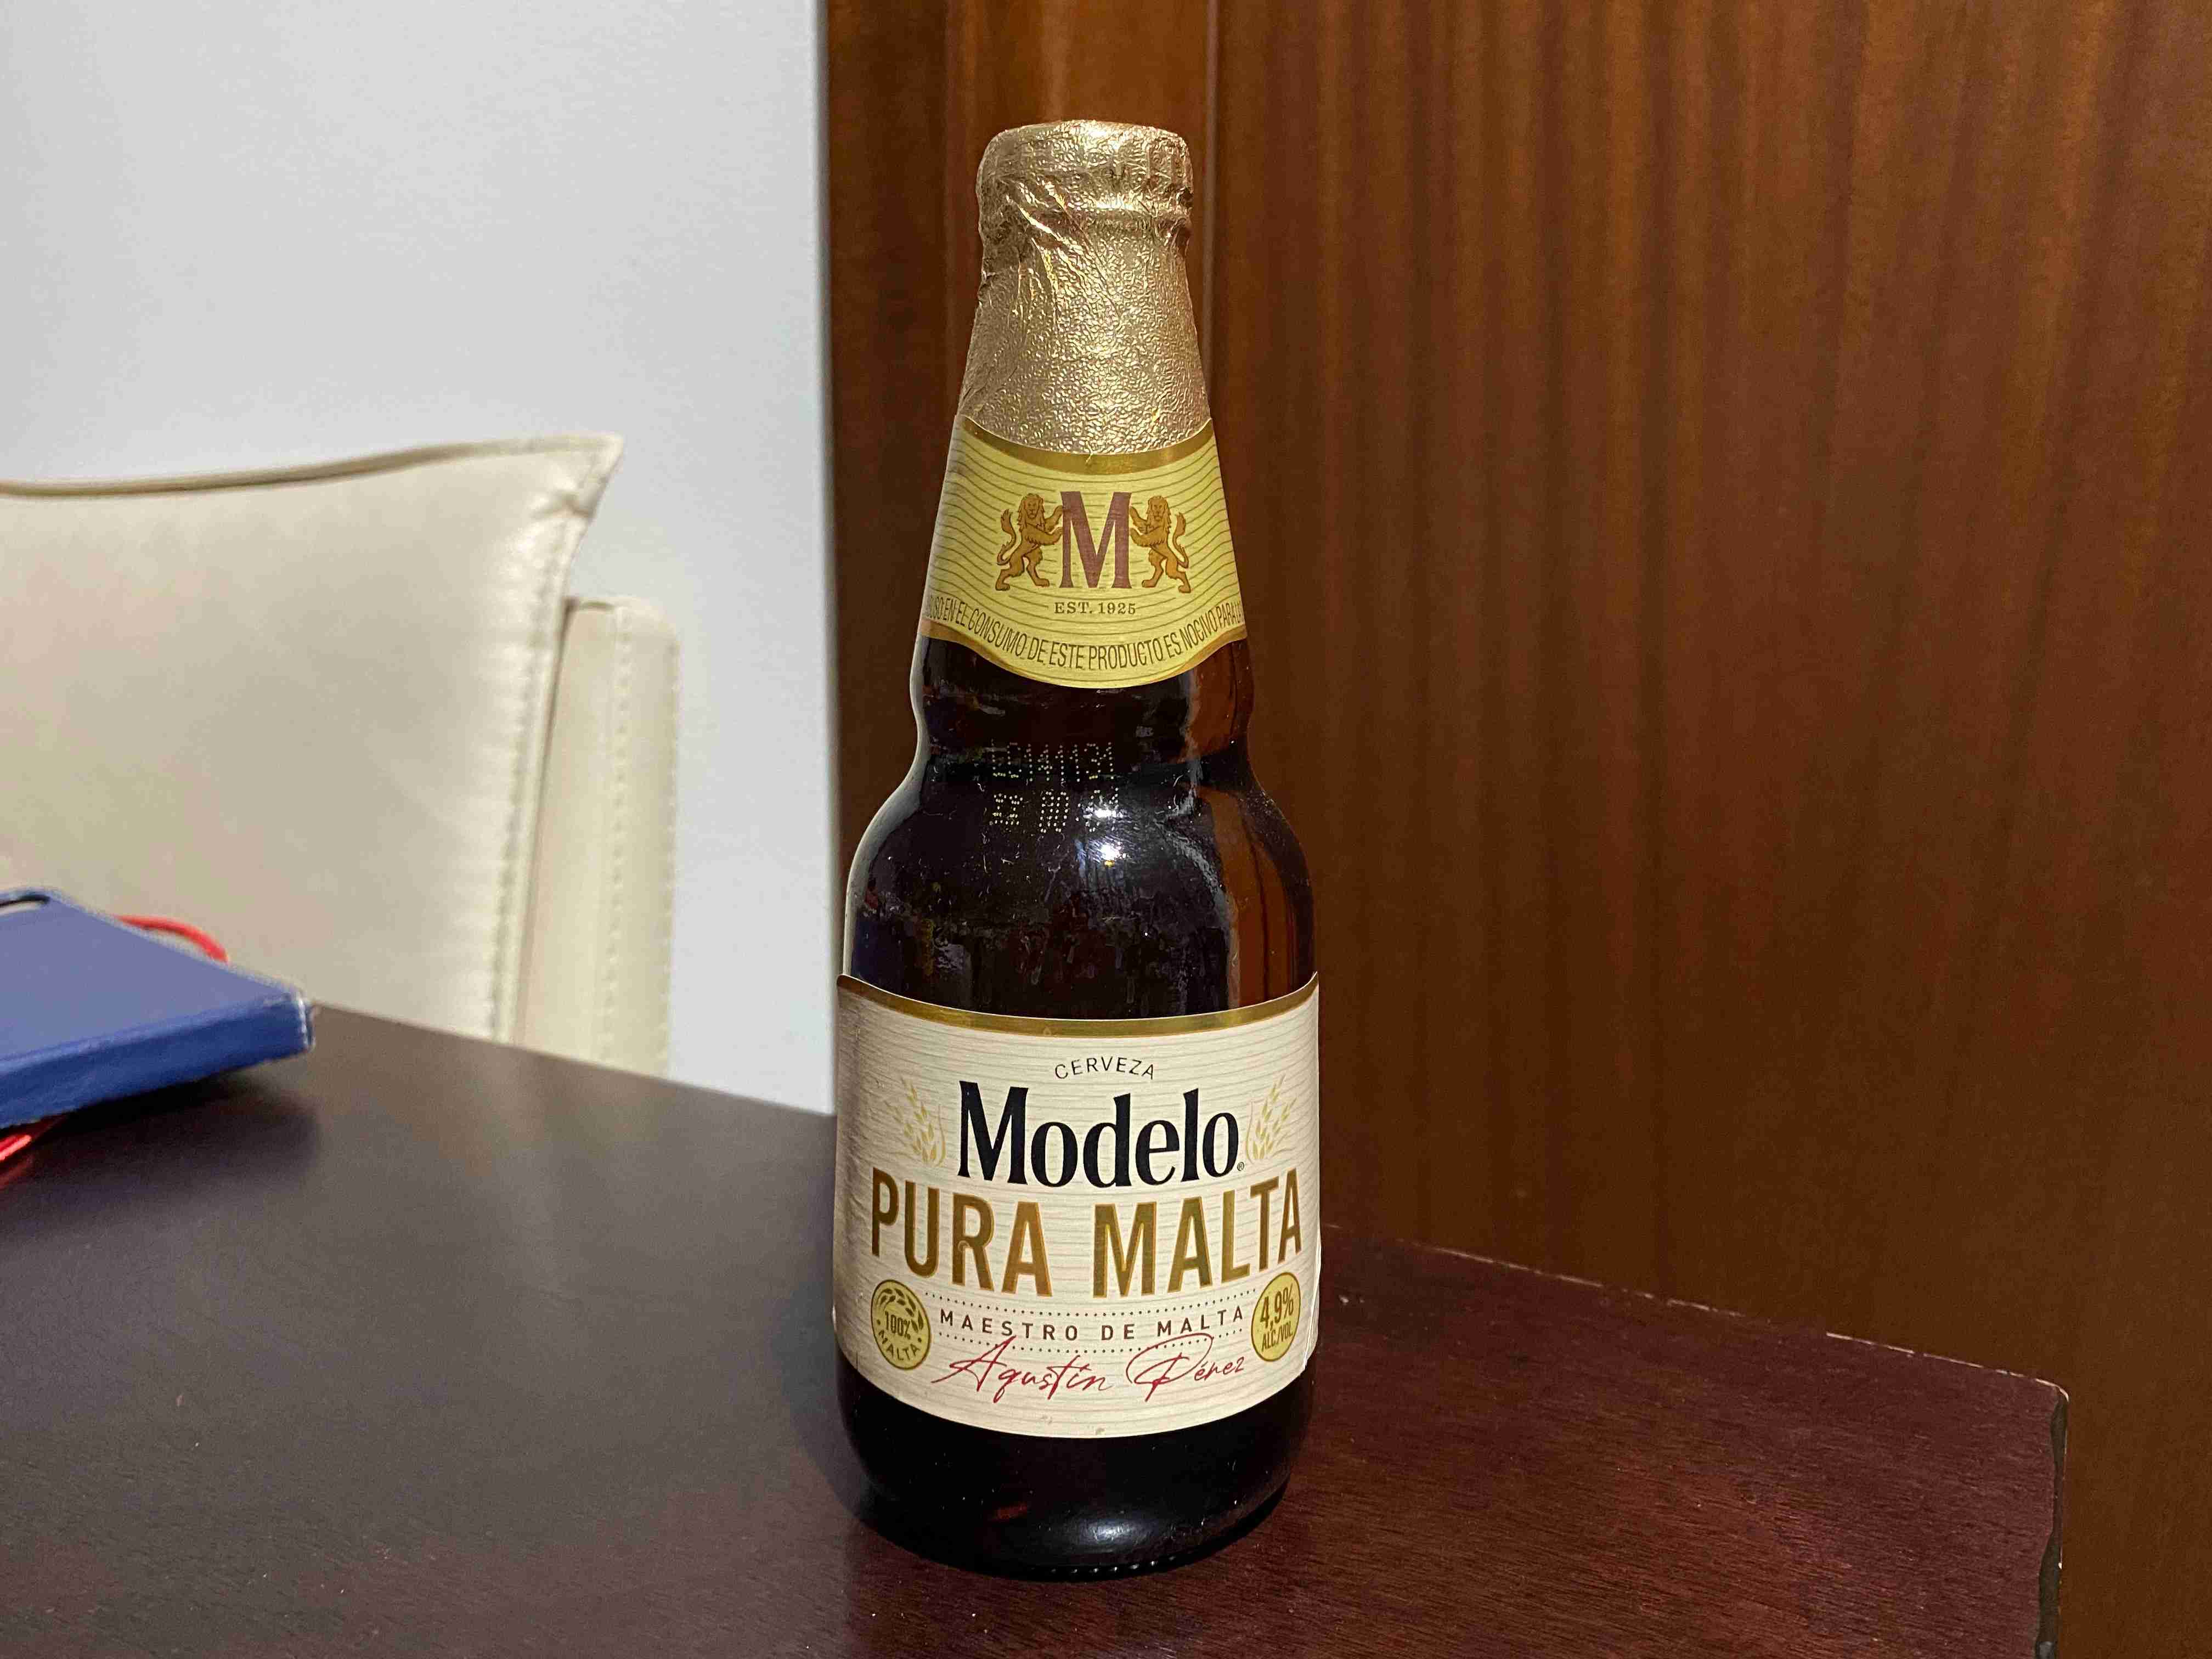 M
EST. 1925
EN EL CONSUMO DE ESTE PRODUCTO ES NOCIVO PARA
CERVEZA
Modelo®
PURA MALTA
100% MALTA
MAESTRO DE MALTA
4,9% ALC/VOL
Agustín Pérez